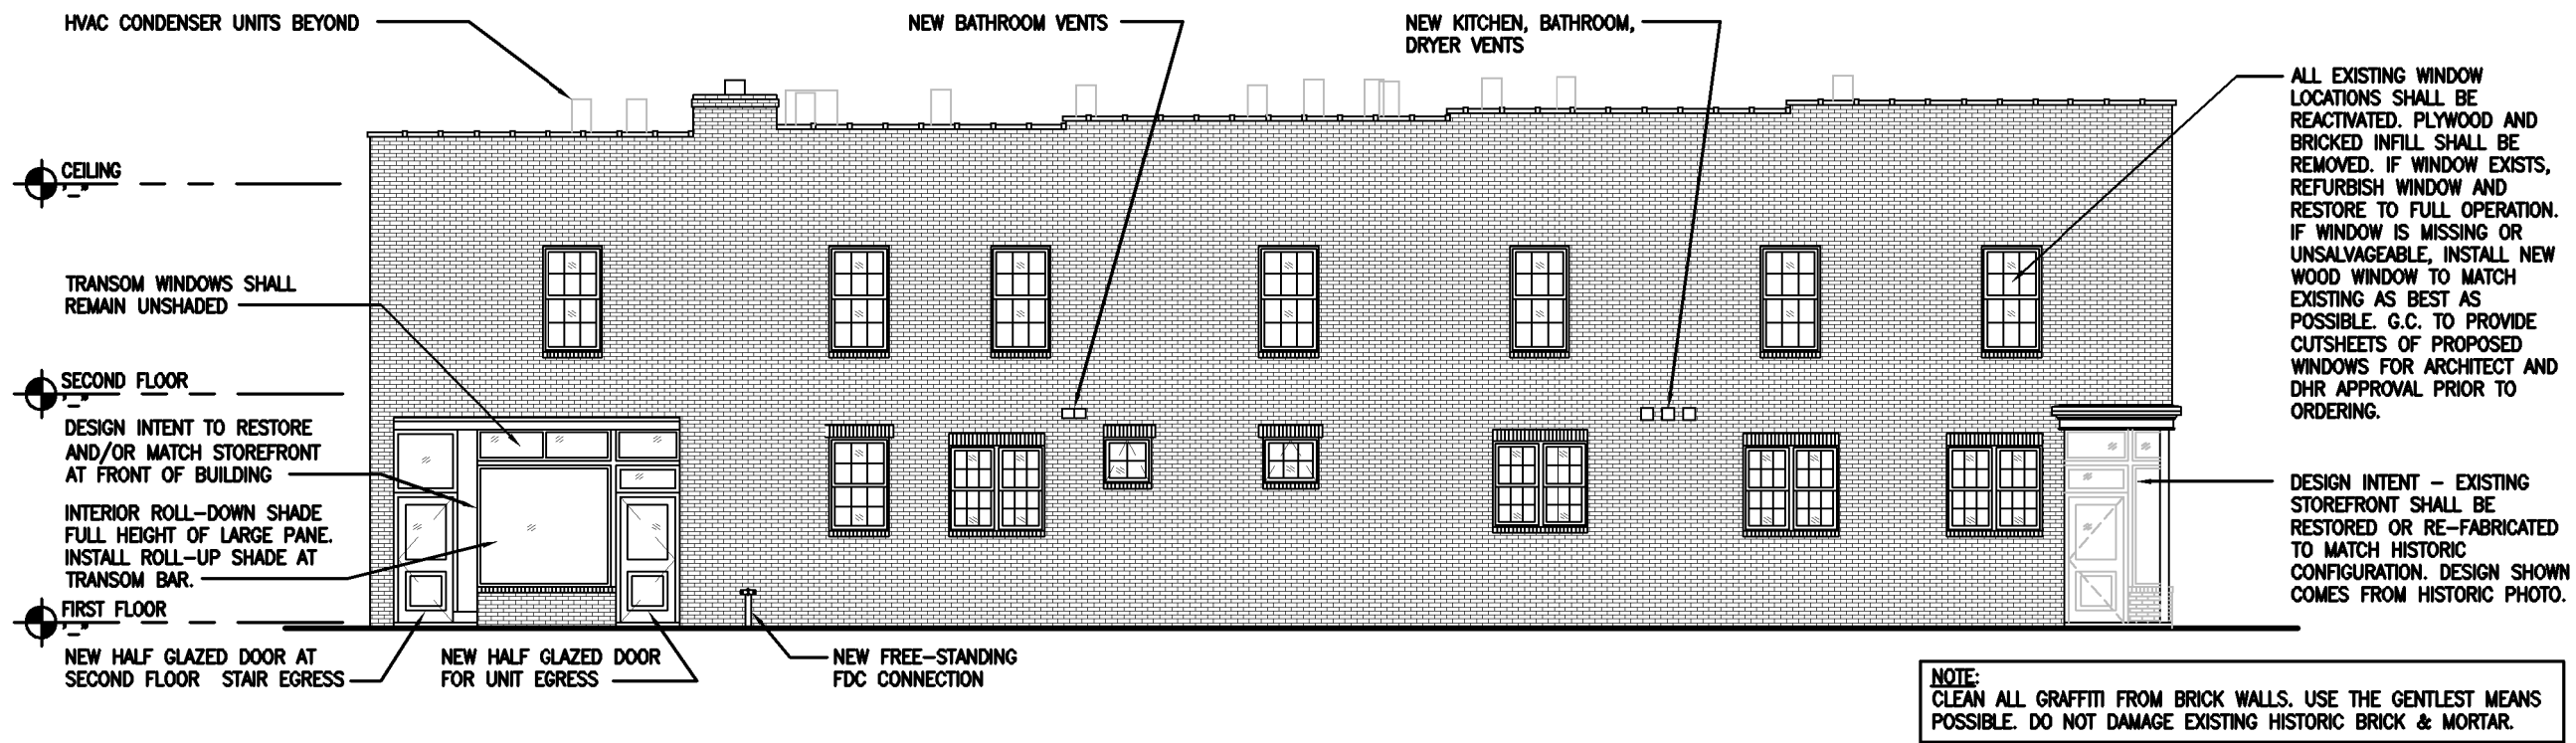 HVAC CONDENSER UNITS BEYOND
NEW BATHROOM VENTS
NEW KITCHEN, BATHROOM,
DRYER VENTS
ALL EXISTING WINDOW
LOCATIONS SHALL BE
REACTIVATED. PLYWOOD AND
BRICKED INFILL SHALL BE
REMOVED. IF WINDOW EXISTS,
REFURBISH WINDOW AND
RESTORE TO FULL OPERATION.
IF WINDOW IS MISSING OR
UNSALVAGEABLE, INSTALL NEW
WOOD WINDOW TO MATCH
EXISTING AS BEST AS
POSSIBLE. G.C. TO PROVIDE
CUTSHEETS OF PROPOSED
WINDOWS FOR ARCHITECT AND
DHR APPROVAL PRIOR TO
ORDERING.
CEILING
TRANSOM WINDOWS SHALL
REMAIN UNSHADED
SECOND FLOOR
DESIGN INTENT TO RESTORE
AND/OR MATCH STOREFRONT
AT FRONT OF BUILDING
INTERIOR ROLL-DOWN SHADE
FULL HEIGHT OF LARGE PANE.
INSTALL ROLL-UP SHADE AT
TRANSOM BAR.
FIRST FLOOR
DESIGN INTENT - EXISTING
STOREFRONT SHALL BE
RESTORED OR RE-FABRICATED
TO MATCH HISTORIC
CONFIGURATION. DESIGN SHOWN
COMES FROM HISTORIC PHOTO.
NEW HALF GLAZED DOOR AT
SECOND FLOOR STAIR EGRESS
NEW HALF GLAZED DOOR
FOR UNIT EGRESS
NEW FREE-STANDING
FDC CONNECTION
NOTE:
CLEAN ALL GRAFFITI FROM BRICK WALLS. USE THE GENTLEST MEANS
POSSIBLE. DO NOT DAMAGE EXISTING HISTORIC BRICK & MORTAR.